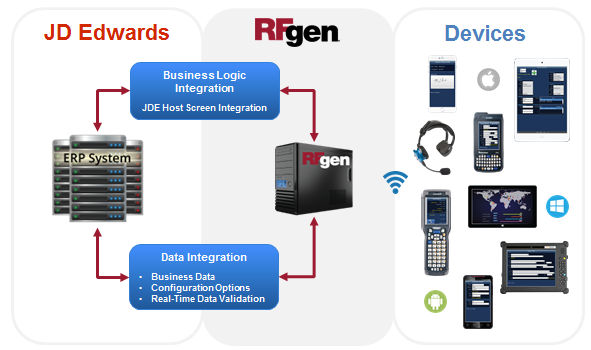 JD Edwards
RFgen
Devices
Business Logic
Integration
JDE Host Screen Integration
ERP System
RFgen
Data Integration
• Business Data
• Configuration Options
• Real-Time Data Validation